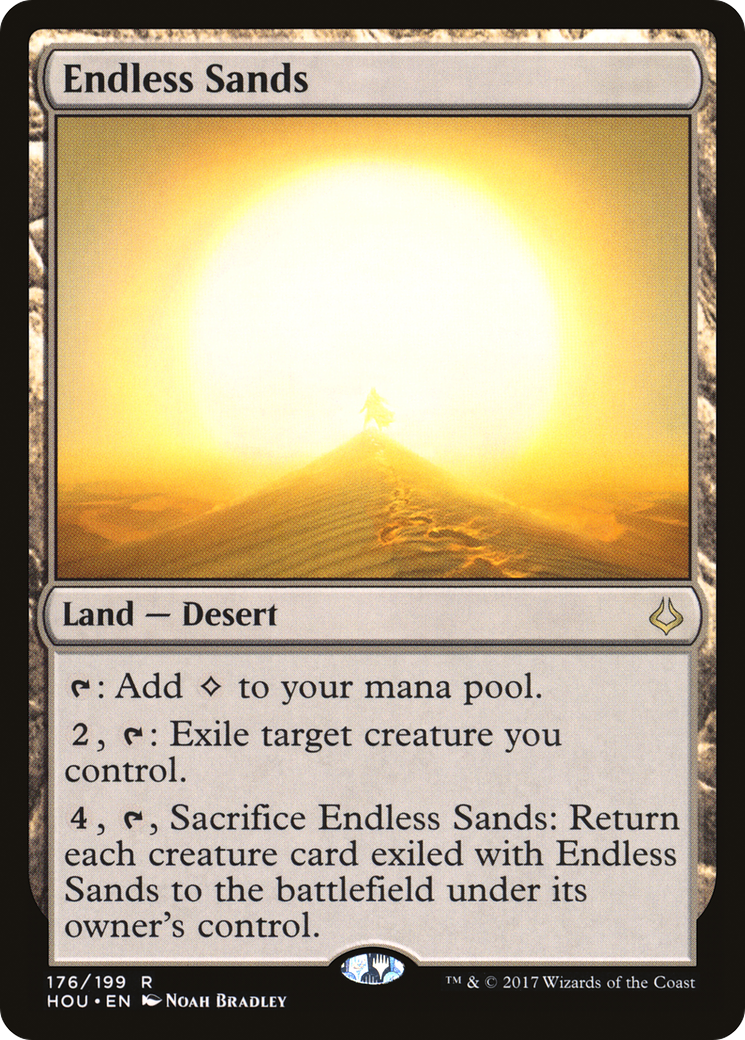 Endless Sands
Land — Desert
: Add to your mana pool.
2, : Exile target creature you
control.
4, , Sacrifice Endless Sands: Return
each creature card exiled with Endless
Sands to the battlefield under its
owner's control.
176/199 R
HOU • EN Noah Bradley
™ & © 2017 Wizards of the Coast